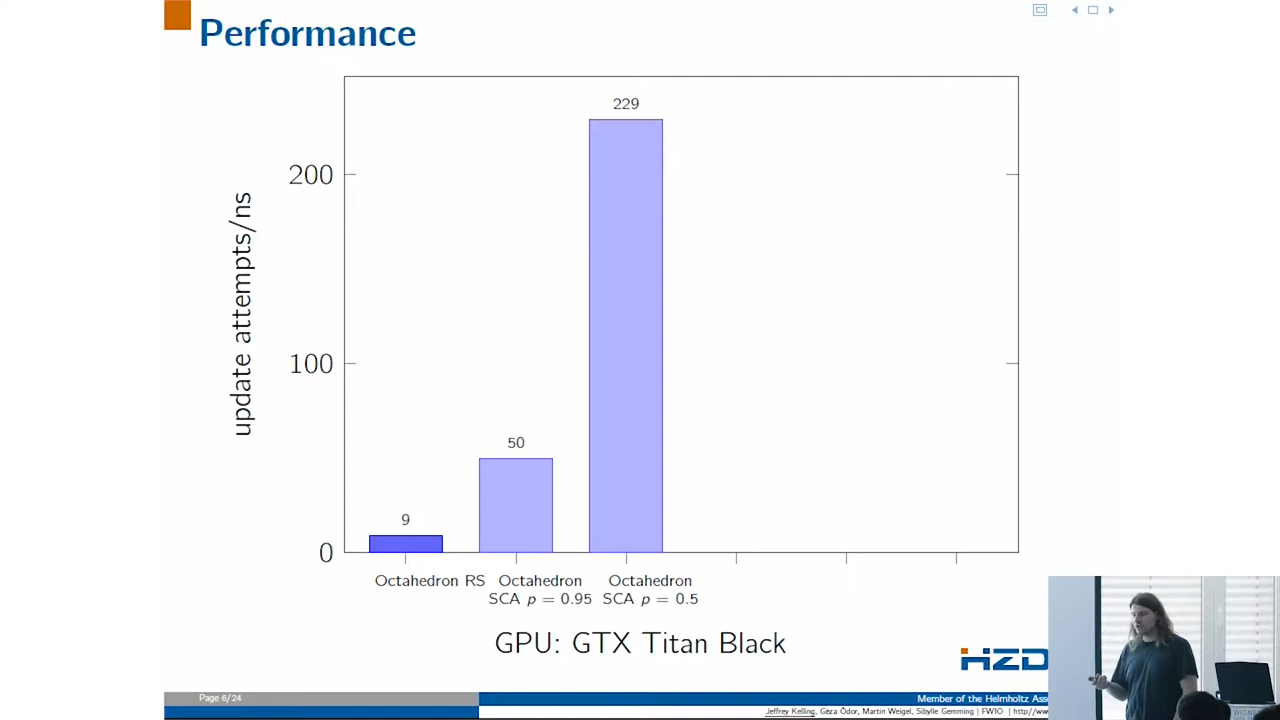 Performance
229
200
update attempts/ns
100
50
9
0
Octahedron RS Octahedron Octahedron
SCA p = 0.95 SCA p = 0.5
GPU: GTX Titan Black
HZD
Page 6/24
Member of the Helmholtz Ass
Jeffrey Kelling, Géza Ódor, Martin Weigel, Sibylle Gemming | FWIO | http://www
WIGNER